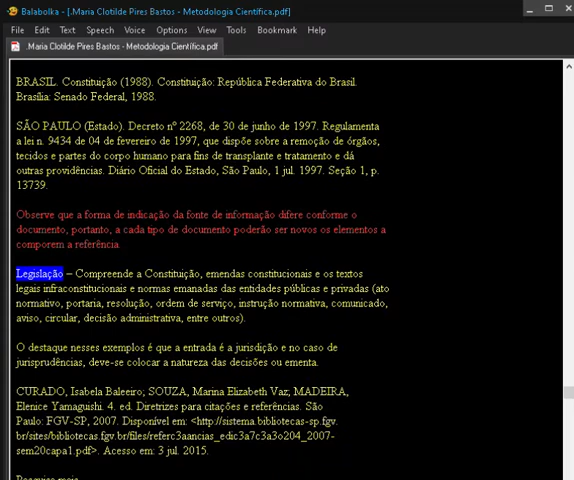 Balabolka - [.Maria Clotilde Pires Bastos - Metodologia Científica.pdf]
File Edit Text Speech Voice Options View Tools Bookmark Help
.Maria Clotilde Pires Bastos - Metodologia Científica.pdf
BRASIL. Constituição (1988). Constituição: República Federativa do Brasil.
Brasília: Senado Federal, 1988.
SÃO PAULO (Estado). Decreto nº 2268, de 30 de junho de 1997. Regulamenta
a lei n. 9434 de 04 de fevereiro de 1997, que dispõe sobre a remoção de órgãos,
tecidos e partes do corpo humano para fins de transplante e tratamento e dá
outras providências. Diário Oficial do Estado, São Paulo, 1 jul. 1997. Seção 1, p.
13739.
Observe que a forma de indicação da fonte de informação difere conforme o
documento, portanto, a cada tipo de documento poderão ser novos os elementos a
comporem a referência.
Legislação – Compreende a Constituição, emendas constitucionais e os textos
legais infraconstitucionais e normas emanadas das entidades públicas e privadas (ato
normativo, portaria, resolução, ordem de serviço, instrução normativa, comunicado,
aviso, circular, decisão administrativa, entre outros).
O destaque nesses exemplos é que a entrada é a jurisdição e no caso de
jurisprudências, deve-se colocar a natureza das decisões ou ementa.
CURADO, Isabela Baleeiro; SOUZA, Marina Elizabeth Vaz; MADEIRA,
Elenice Yamaguishi. 4. ed. Diretrizes para citações e referências. São
Paulo: FGV-SP, 2007. Disponível em: <http://sistema.bibliotecas-sp.fgv.
br/sites/bibliotecas.fgv.br/files/referc3aancias_edic3a7c3a3o204_2007-
sem20capa1.pdf>. Acesso em: 3 jul. 2015.
Pesquise mais